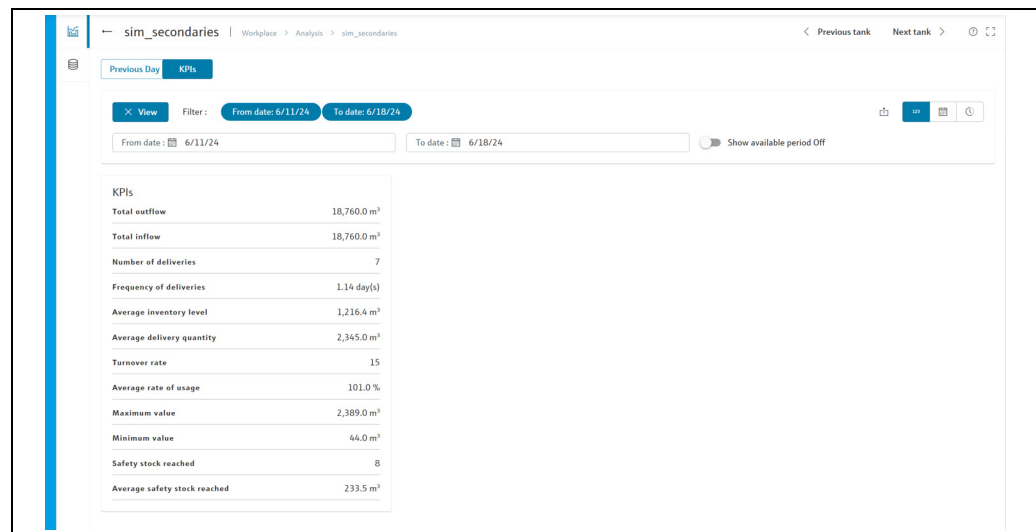 ← sim_secondaries | Workplace > Analysis > sim_secondaries < Previous tank Next tank >
Previous Day KPIs
× View Filter : From date: 6/11/24 To date: 6/18/24 123
From date : 6/11/24 To date : 6/18/24 Show available period Off
KPIs
Total outflow 18,760.0 m³
Total inflow 18,760.0 m³
Number of deliveries 7
Frequency of deliveries 1.14 day(s)
Average inventory level 1,216.4 m³
Average delivery quantity 2,345.0 m³
Turnover rate 15
Average rate of usage 101.0 %
Maximum value 2,389.0 m³
Minimum value 44.0 m³
Safety stock reached 8
Average safety stock reached 233.5 m³